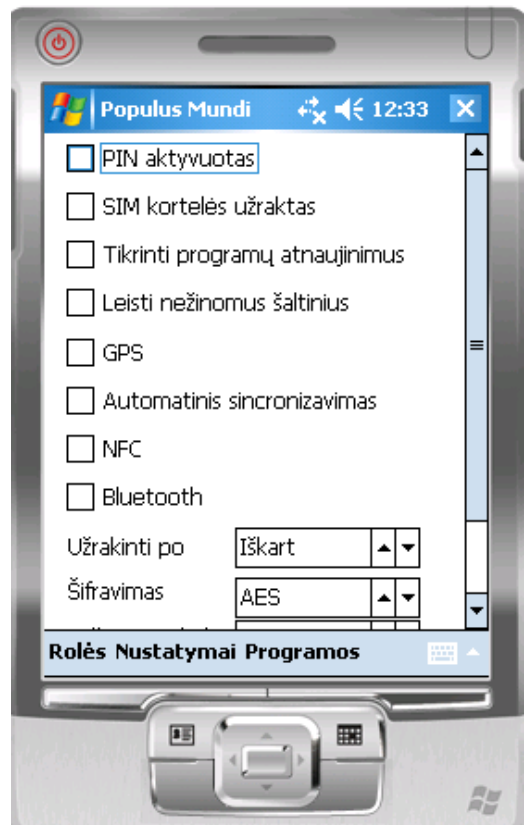 Populus Mundi 12:33
PIN aktyvuotas
SIM kortelės užraktas
Tikrinti programų atnaujinimus
Leisti nežinomus šaltinius
GPS
Automatinis sincronizavimas
NFC
Bluetooth
Užrakinti po Iškart
Šifravimas AES
Rolės Nustatymai Programos